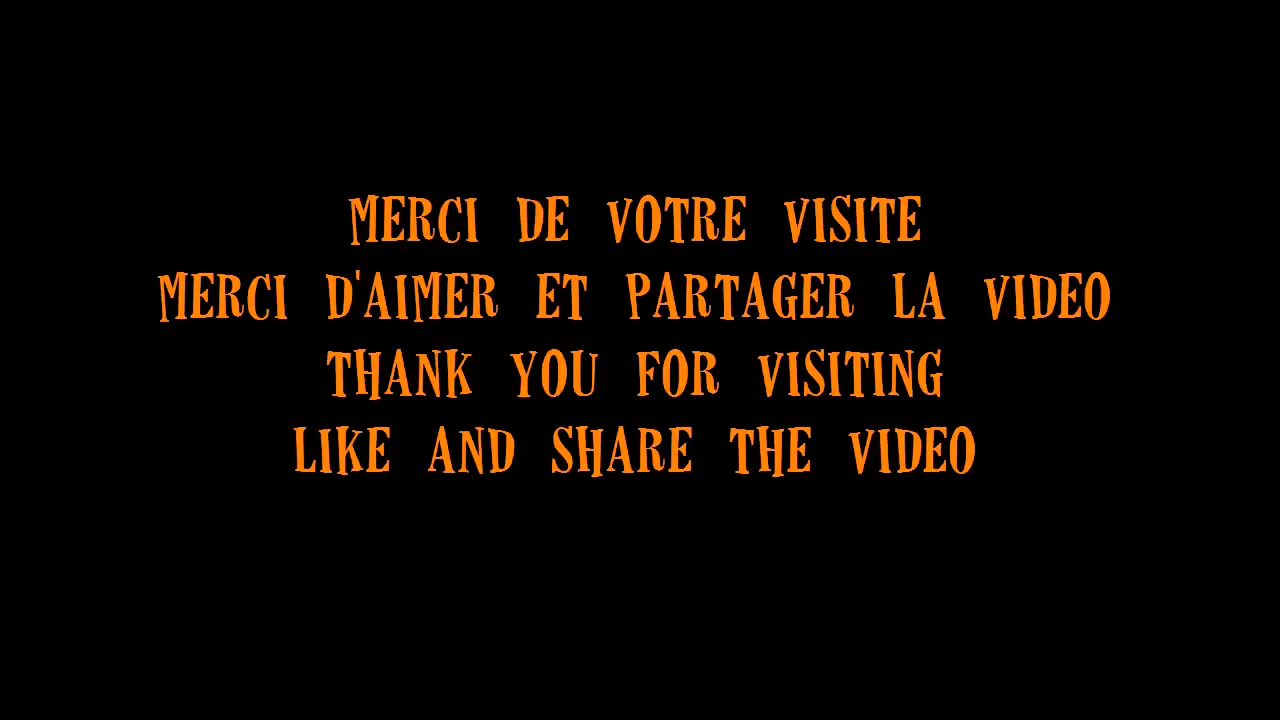 MERCI DE VOTRE VISITE
MERCI D'AIMER ET PARTAGER LA VIDEO
THANK YOU FOR VISITING
LIKE AND SHARE THE VIDEO